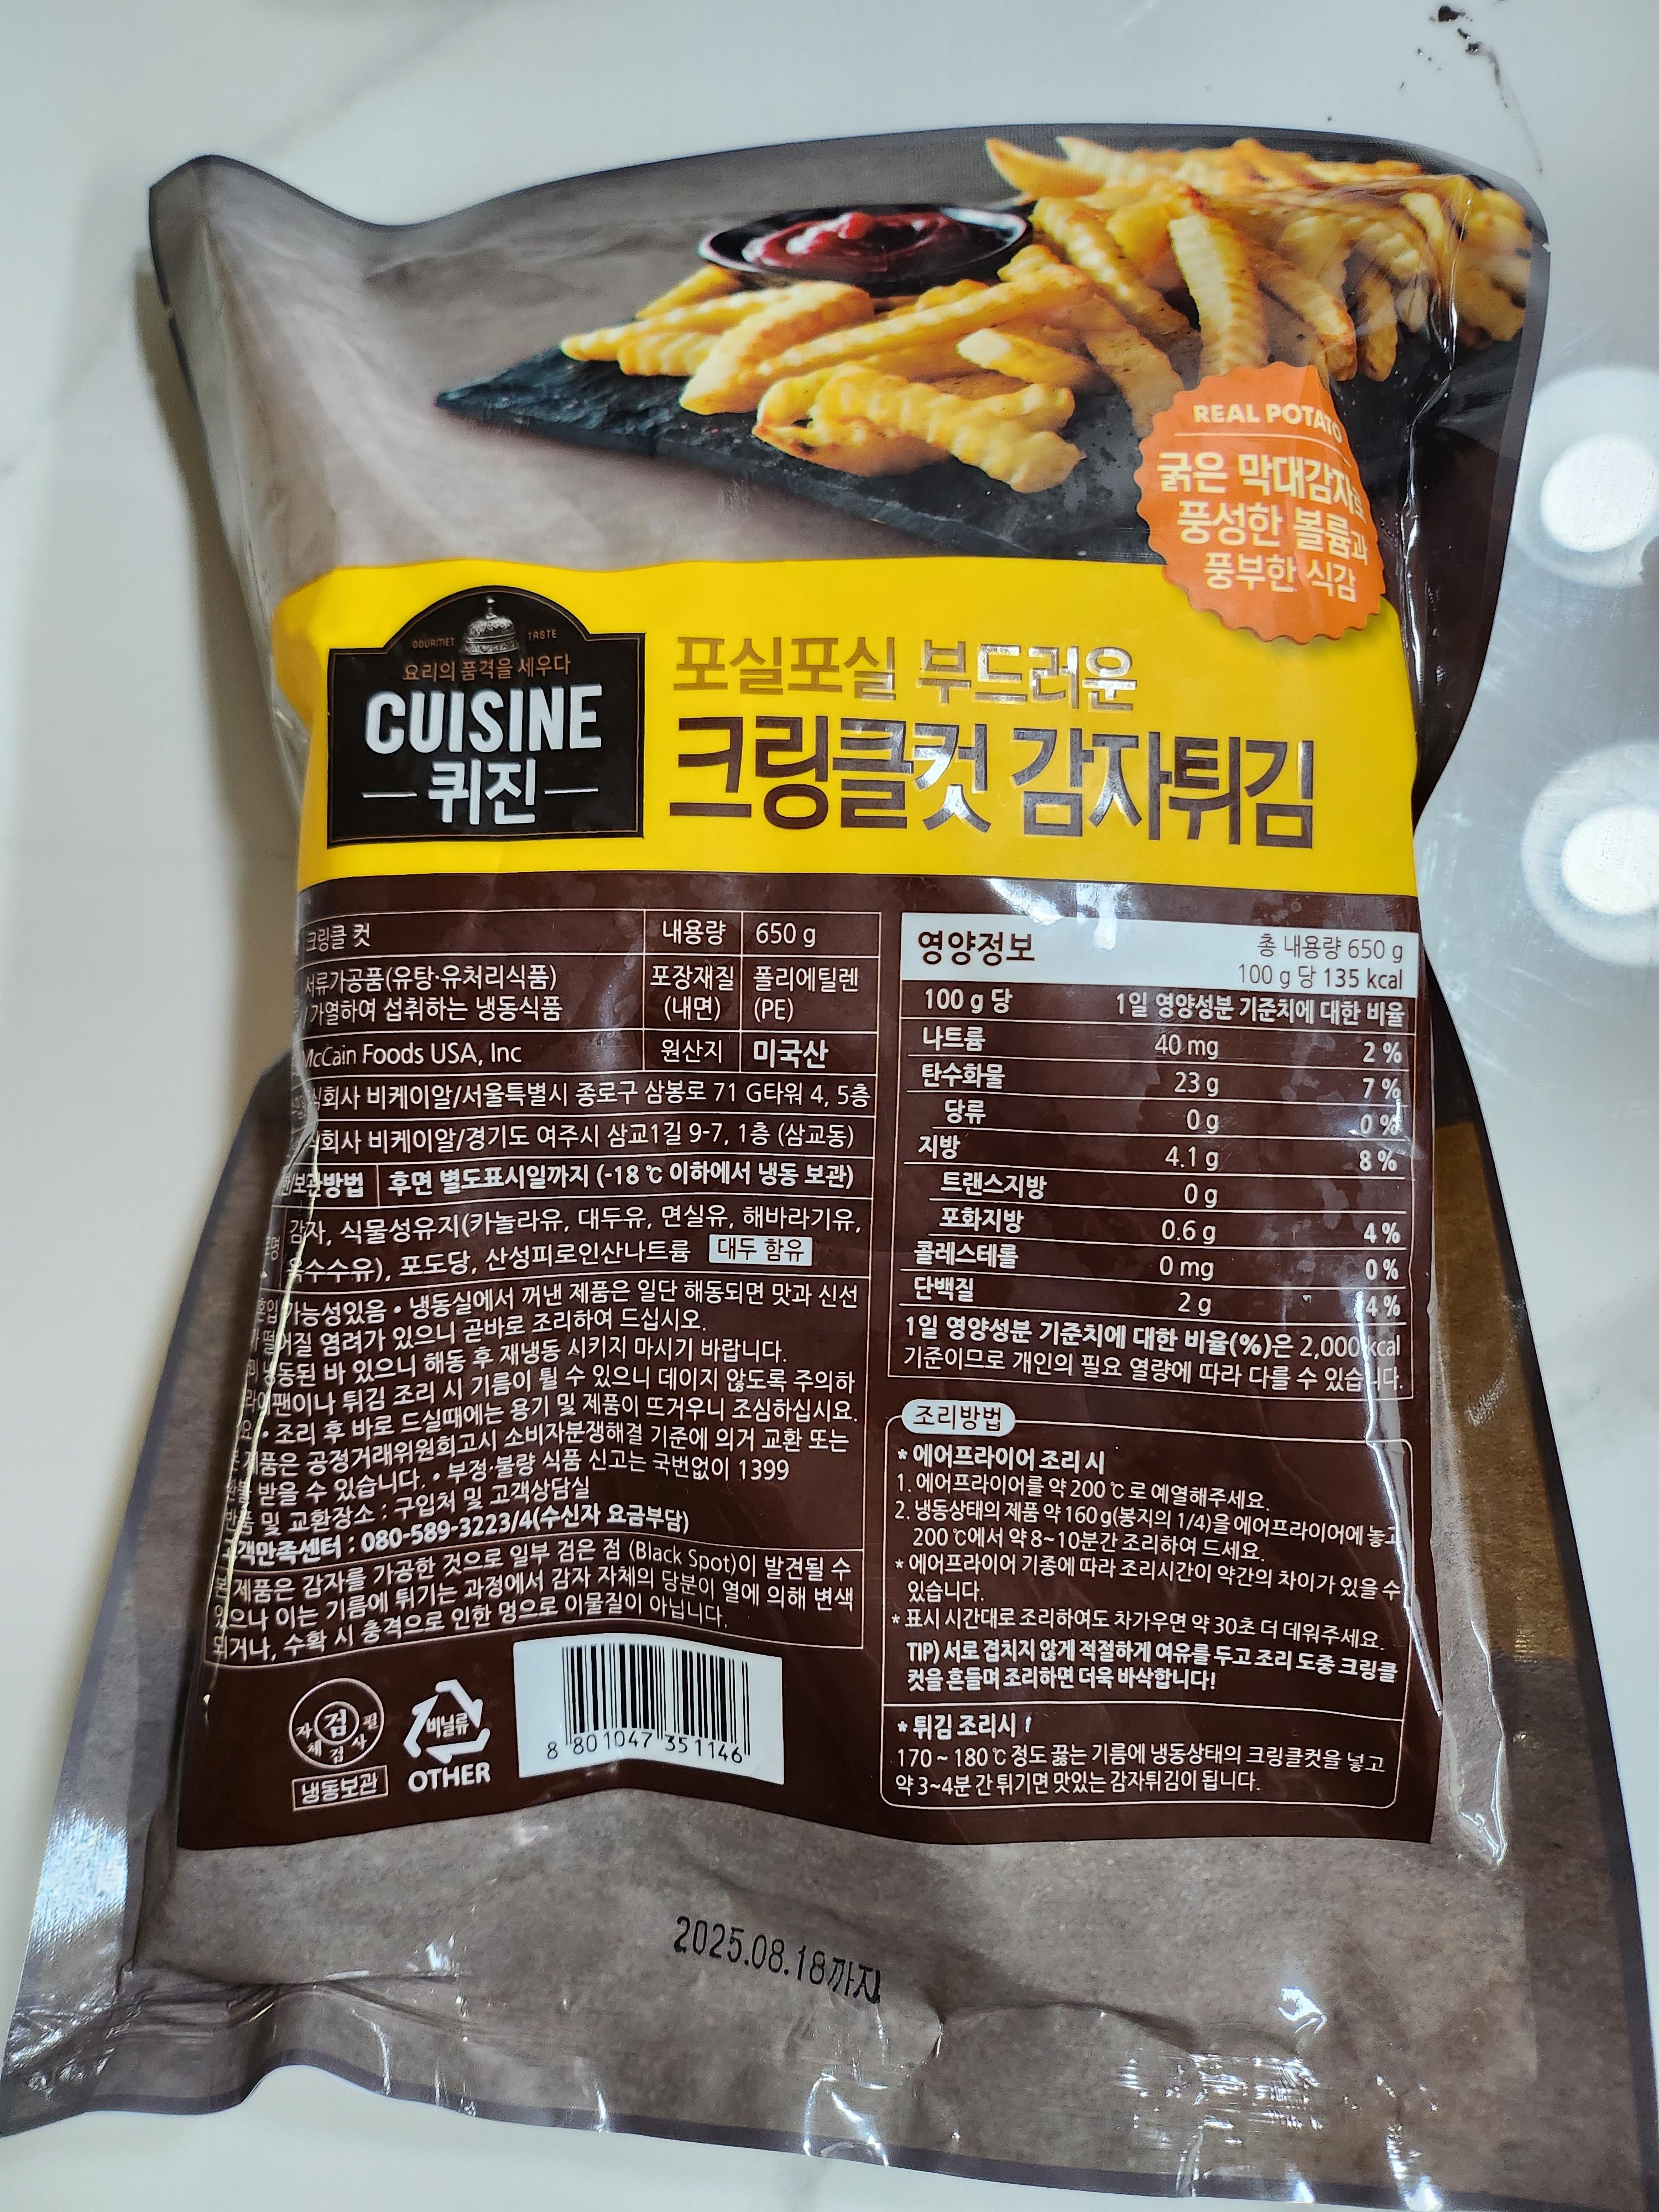 REAL POTATO
굵은 막대감자로
풍성한 볼륨과
풍부한 식감
GOURMET TASTE
요리의 품격을 세우다
CUISINE
퀴진
포실포실 부드러운
크링클컷 감자튀김
크링클 컷 내용량 650 g
서류가공품(유탕·유처리식품)
가열하여 섭취하는 냉동식품
포장재질
(내면)
폴리에틸렌
(PE)
McCain Foods USA, Inc 원산지 미국산
식회사 비케이알/서울특별시 종로구 삼봉로 71 G타워 4, 5층
식회사 비케이알/경기도 여주시 삼교1길 9-7, 1층 (삼교동)
보관방법 후면 별도표시일까지 (-18 ℃ 이하에서 냉동 보관)
감자, 식물성유지(카놀라유, 대두유, 면실유, 해바라기유,
옥수수유), 포도당, 산성피로인산나트륨 대두 함유
혼입 가능성있음 • 냉동실에서 꺼낸 제품은 일단 해동되면 맛과 신선
떨어질 염려가 있으니 곧바로 조리하여 드십시오.
냉동된 바 있으니 해동 후 재냉동 시키지 마시기 바랍니다.
팬이나 튀김 조리 시 기름이 튈 수 있으니 데이지 않도록 주의하
요. • 조리 후 바로 드실때에는 용기 및 제품이 뜨거우니 조심하십시요.
제품은 공정거래위원회고시 소비자분쟁해결 기준에 의거 교환 또는
받을 수 있습니다. • 부정·불량 식품 신고는 국번없이 1399
반품 및 교환장소 : 구입처 및 고객상담실
고객만족센터 : 080-589-3223/4(수신자 요금부담)
본 제품은 감자를 가공한 것으로 일부 검은 점 (Black Spot)이 발견될 수
있으나 이는 기름에 튀기는 과정에서 감자 자체의 당분이 열에 의해 변색
되거나, 수확 시 충격으로 인한 멍으로 이물질이 아닙니다.
자체검사필
검
냉동보관
비닐류
OTHER
8 801047 351146
영양정보
총 내용량 650 g
100 g 당 135 kcal
100 g 당 1일 영양성분 기준치에 대한 비율
나트륨 40 mg 2 %
탄수화물 23 g 7 %
당류 0 g 0 %
지방 4.1 g 8 %
트랜스지방 0 g
포화지방 0.6 g 4 %
콜레스테롤 0 mg 0 %
단백질 2 g 4 %
1일 영양성분 기준치에 대한 비율(%)은 2,000 kcal
기준이므로 개인의 필요 열량에 따라 다를 수 있습니다.
조리방법
* 에어프라이어 조리 시
1. 에어프라이어를 약 200 ℃ 로 예열해주세요.
2. 냉동상태의 제품 약 160 g(봉지의 1/4)을 에어프라이어에 놓고
200 ℃에서 약 8~10분간 조리하여 드세요.
* 에어프라이어 기종에 따라 조리시간이 약간의 차이가 있을 수
있습니다.
* 표시 시간대로 조리하여도 차가우면 약 30초 더 데워주세요.
TIP) 서로 겹치지 않게 적절하게 여유를 두고 조리 도중 크링클
컷을 흔들며 조리하면 더욱 바삭합니다!
* 튀김 조리시
170 ~ 180 ℃ 정도 끓는 기름에 냉동상태의 크링클컷을 넣고
약 3~4분 간 튀기면 맛있는 감자튀김이 됩니다.
2025.08.18까지